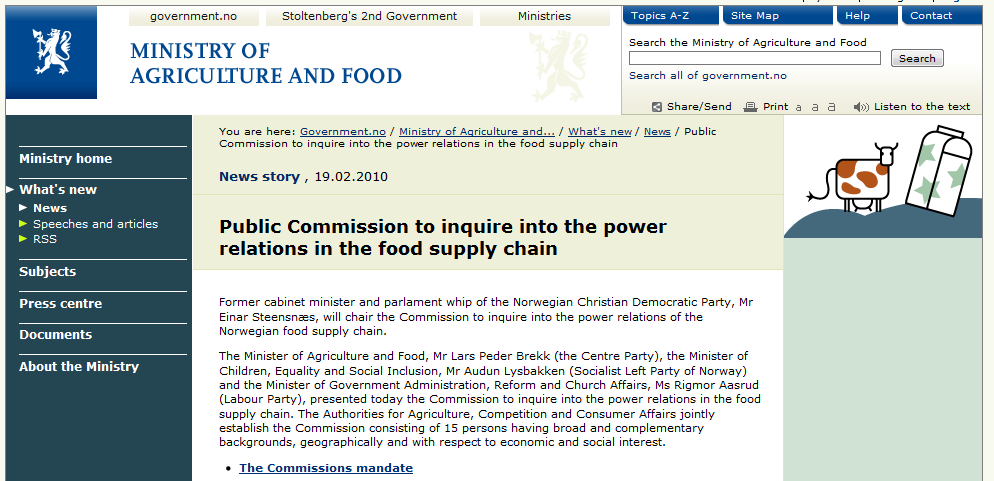 government.no
Stoltenberg's 2nd Government
Ministries
Topics A-Z
Site Map
Help
Contact
MINISTRY OF
AGRICULTURE AND FOOD
Search the Ministry of Agriculture and Food
Search
Search all of government.no
Share/Send
Print
a a a
Listen to the text
Ministry home
What's new
News
Speeches and articles
RSS
Subjects
Press centre
Documents
About the Ministry
You are here: Government.no / Ministry of Agriculture and... / What's new / News / Public
Commission to inquire into the power relations in the food supply chain
News story , 19.02.2010
Public Commission to inquire into the power
relations in the food supply chain
Former cabinet minister and parlament whip of the Norwegian Christian Democratic Party, Mr
Einar Steensnæs, will chair the Commission to inquire into the power relations of the
Norwegian food supply chain.
The Minister of Agriculture and Food, Mr Lars Peder Brekk (the Centre Party), the Minister of
Children, Equality and Social Inclusion, Mr Audun Lysbakken (Socialist Left Party of Norway)
and the Minister of Government Administration, Reform and Church Affairs, Ms Rigmor Aasrud
(Labour Party), presented today the Commission to inquire into the power relations in the food
supply chain. The Authorities for Agriculture, Competition and Consumer Affairs jointly
establish the Commission consisting of 15 persons having broad and complementary
backgrounds, geographically and with respect to economic and social interest.
• The Commissions mandate